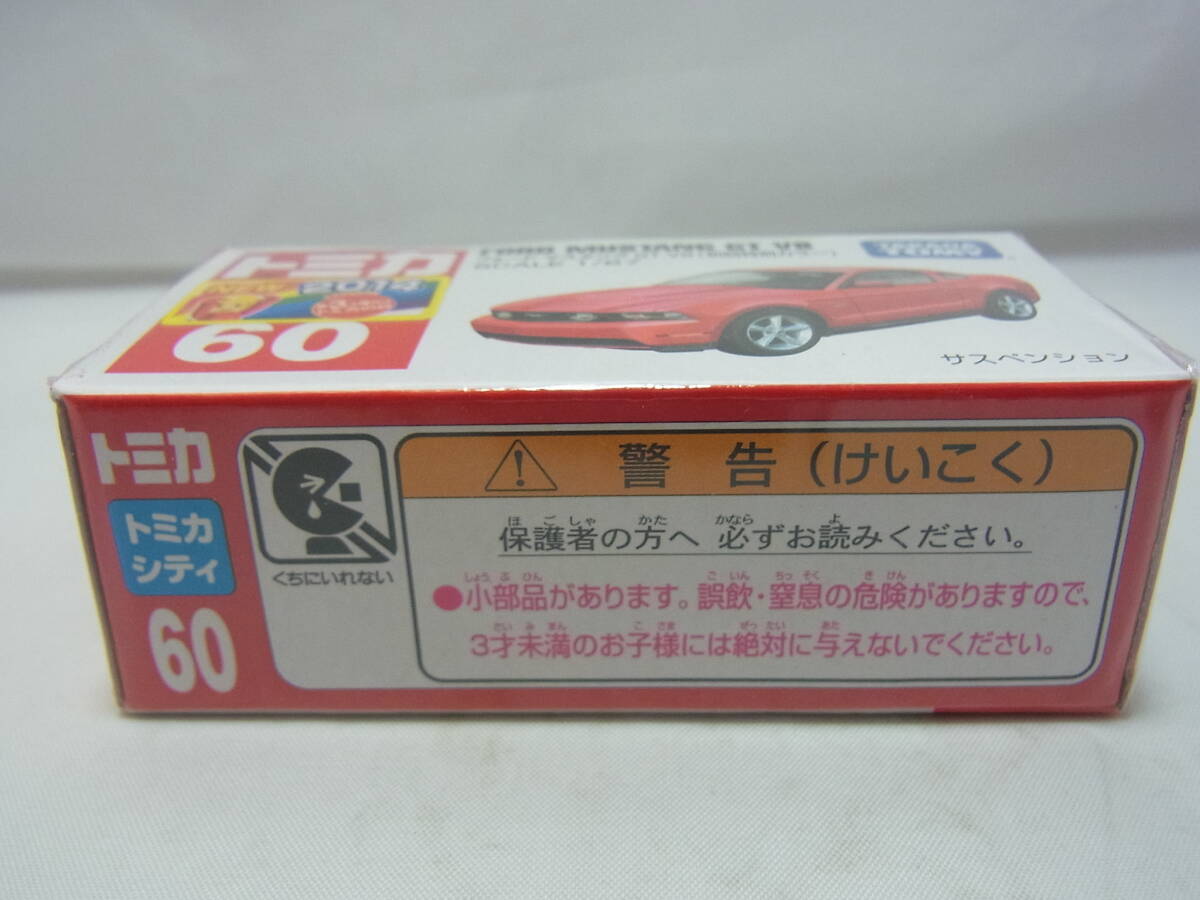 トミカ
NEW 2014
60
FORD MUSTANG GT V8
SCALE 1/67
TAKARA TOMY
サスペンション
トミカ
トミカ
シティ
60
くちにいれない
警告(けいこく)
保護者の方へ 必ずお読みください。
●小部品があります。誤飲・窒息の危険がありますので、
3才未満のお子様には絶対に与えないでください。